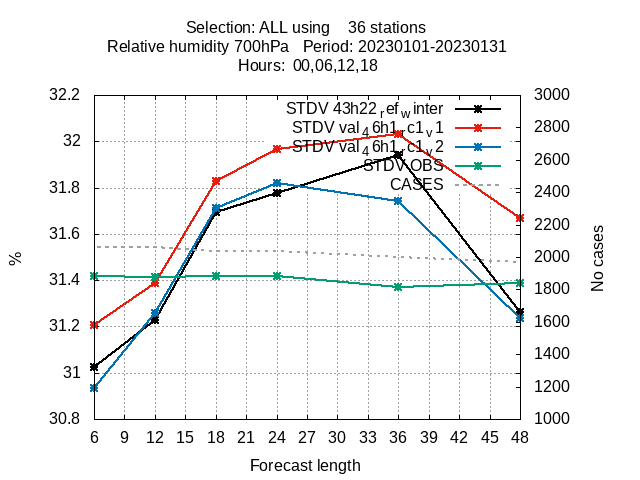 Selection: ALL using 36 stations
Relative humidity 700hPa Period: 20230101-20230131
Hours: 00,06,12,18
32.2
32
31.8
31.6
31.4
31.2
31
30.8
%
3000
2800
2600
2400
2200
2000
1800
1600
1400
1200
1000
No cases
STDV 43h22refwinter
STDV val46h1rc1v1
STDV val46h1rc1v2
STDV OBS
CASES
6 9 12 15 18 21 24 27 30 33 36 39 42 45 48
Forecast length